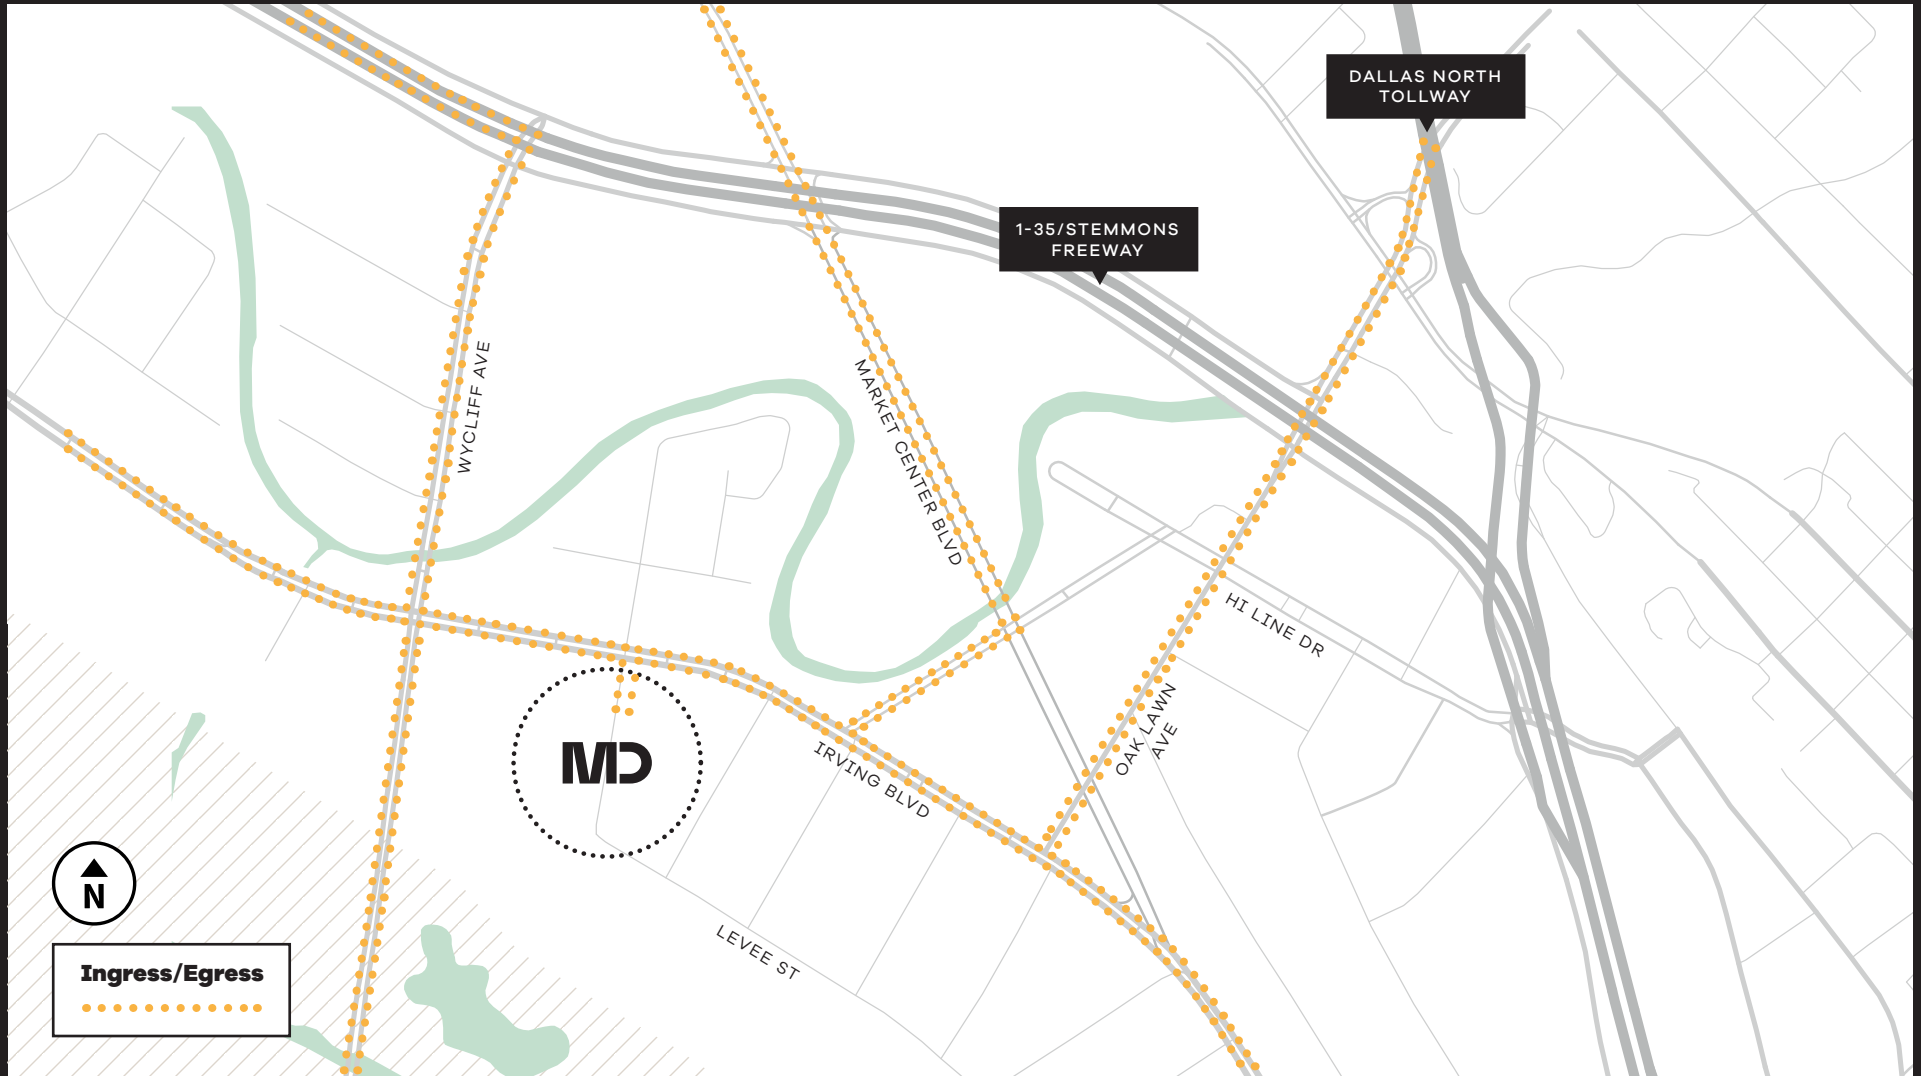 DALLAS NORTH
TOLLWAY
1-35/STEMMONS
FREEWAY
WYCLIFF AVE
MARKET CENTER BLVD
HI LINE DR
OAK LAWN
AVE
IRVING BLVD
MD
LEVEE ST
N
Ingress/Egress